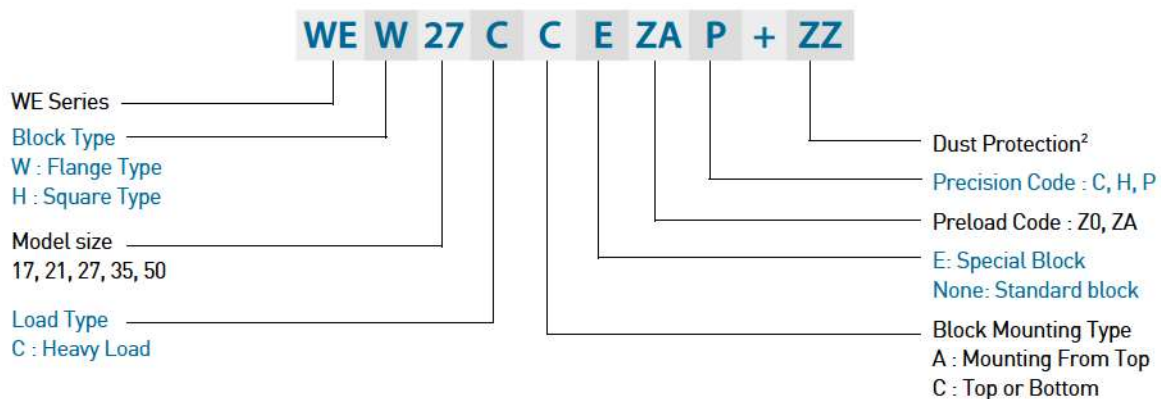 WE W 27 C C E ZA P + ZZ
WE Series
Block Type
W : Flange Type
H : Square Type
Model size
17, 21, 27, 35, 50
Load Type
C : Heavy Load
Dust Protection²
Precision Code : C, H, P
Preload Code : Z0, ZA
E: Special Block
None: Standard block
Block Mounting Type
A : Mounting From Top
C : Top or Bottom